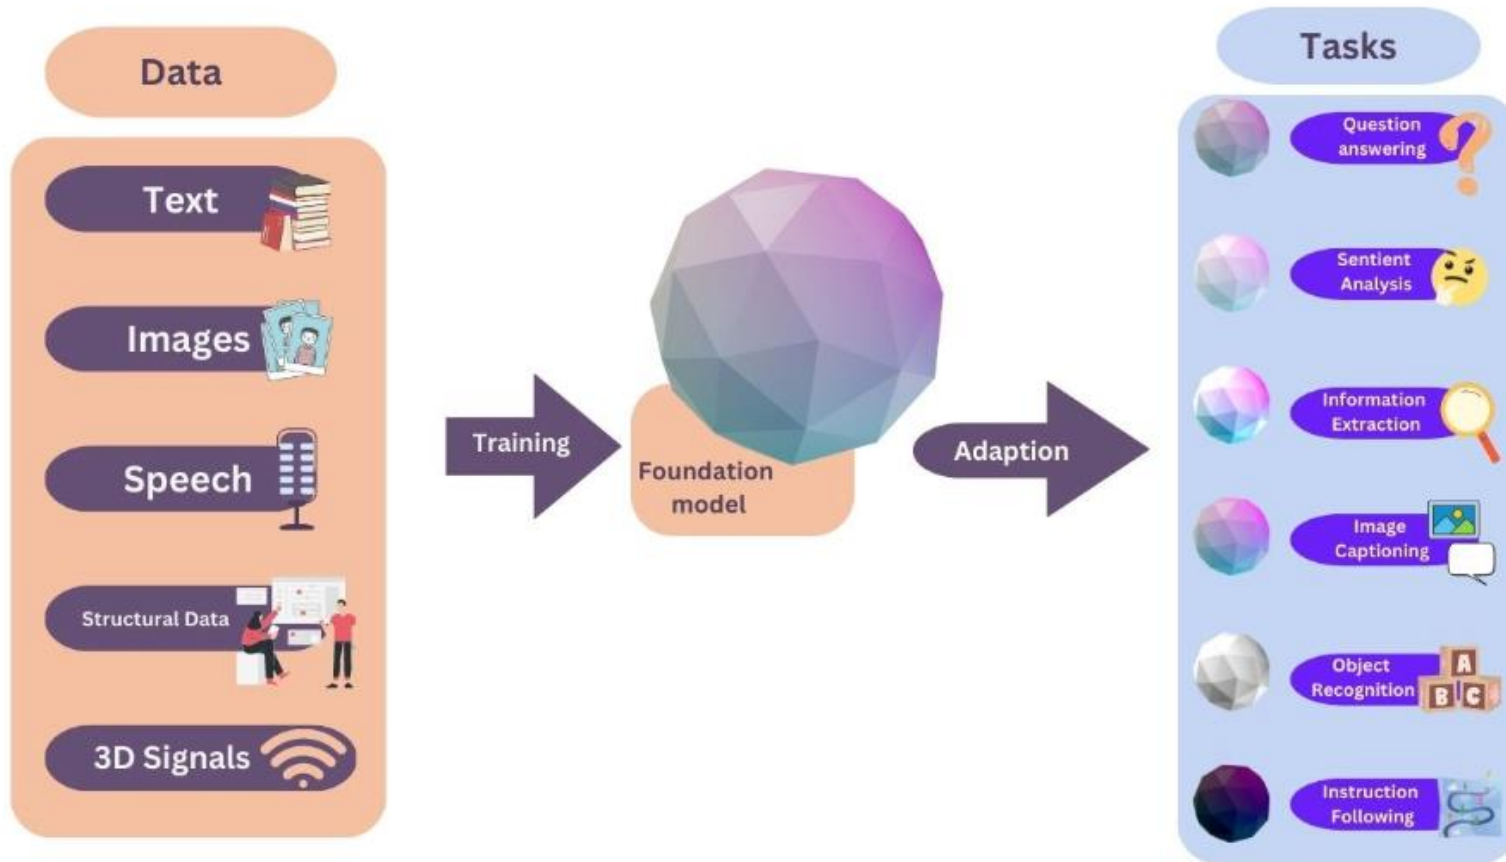 Data
Text
Images
Speech
Structural Data
3D Signals
Training
Foundation
model
Adaption
Tasks
Question
answering
Sentient
Analysis
Information
Extraction
Image
Captioning
Object
Recognition
A
B C
Instruction
Following